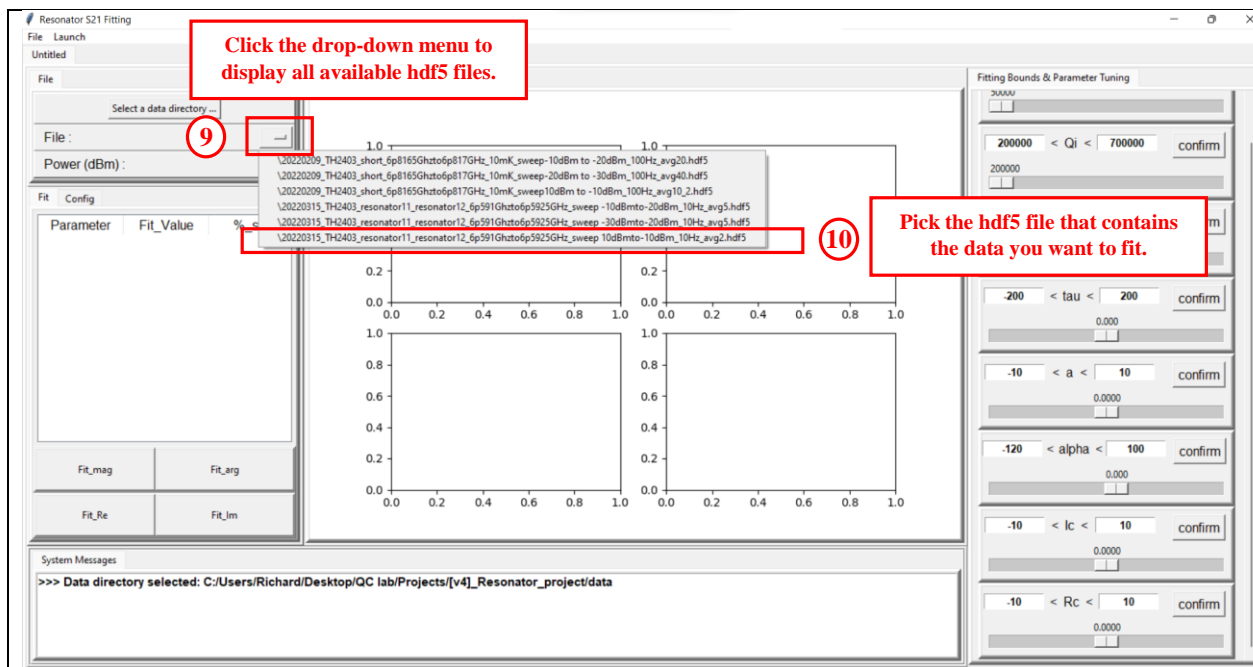 Resonator S21 Fitting
File Launch
Untitled
Click the drop-down menu to
display all available hdf5 files.
File
Select a data directory ...
File :
9
Power (dBm) :
\20220209_TH2403_short_6p8165Ghzto6p817GHz_10mK_sweep-10dBm to -20dBm_100Hz_avg20.hdf5
\20220209_TH2403_short_6p8165Ghzto6p817GHz_10mK_sweep-20dBm to -30dBm_100Hz_avg40.hdf5
\20220209_TH2403_short_6p8165Ghzto6p817GHz_10mK_sweep10dBm to -10dBm_100Hz_avg10_2.hdf5
\20220315_TH2403_resonator11_resonator12_6p591Ghzto6p5925GHz_sweep -10dBmto-20dBm_10Hz_avg5.hdf5
\20220315_TH2403_resonator11_resonator12_6p591Ghzto6p5925GHz_sweep -30dBmto-20dBm_10Hz_avg5.hdf5
\20220315_TH2403_resonator11_resonator12_6p591Ghzto6p5925GHz_sweep 10dBmto-10dBm_10Hz_avg2.hdf5
10
Pick the hdf5 file that contains
the data you want to fit.
Fit Config
Parameter Fit_Value
Fit_mag Fit_arg
Fit_Re Fit_Im
1.0 1.0
0.2 0.2
0.0 0.0
0.0 0.2 0.4 0.6 0.8 1.0 0.0 0.2 0.4 0.6 0.8 1.0
1.0 1.0
0.8 0.8
0.6 0.6
0.4 0.4
0.2 0.2
0.0 0.0
0.0 0.2 0.4 0.6 0.8 1.0 0.0 0.2 0.4 0.6 0.8 1.0
Fitting Bounds & Parameter Tuning
50000
200000 < Qi < 700000 confirm
200000
-200 < tau < 200 confirm
0.000
-10 < a < 10 confirm
0.0000
-120 < alpha < 100 confirm
0.000
-10 < Ic < 10 confirm
0.0000
-10 < Rc < 10 confirm
0.0000
System Messages
>>> Data directory selected: C:/Users/Richard/Desktop/QC lab/Projects/[v4]_Resonator_project/data